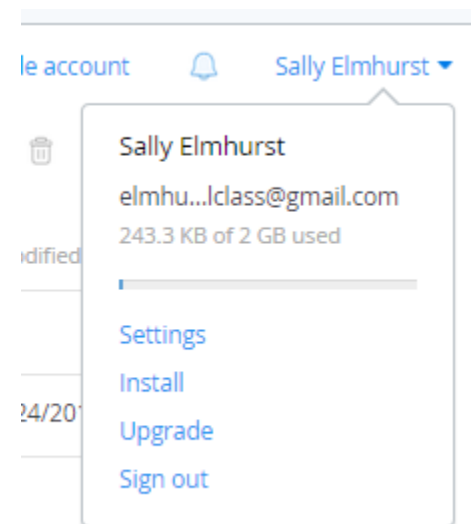 le account Sally Elmhurst
Sally Elmhurst
elmhu...lclass@gmail.com
243.3 KB of 2 GB used
dified
Settings
Install
24/201
Upgrade
Sign out